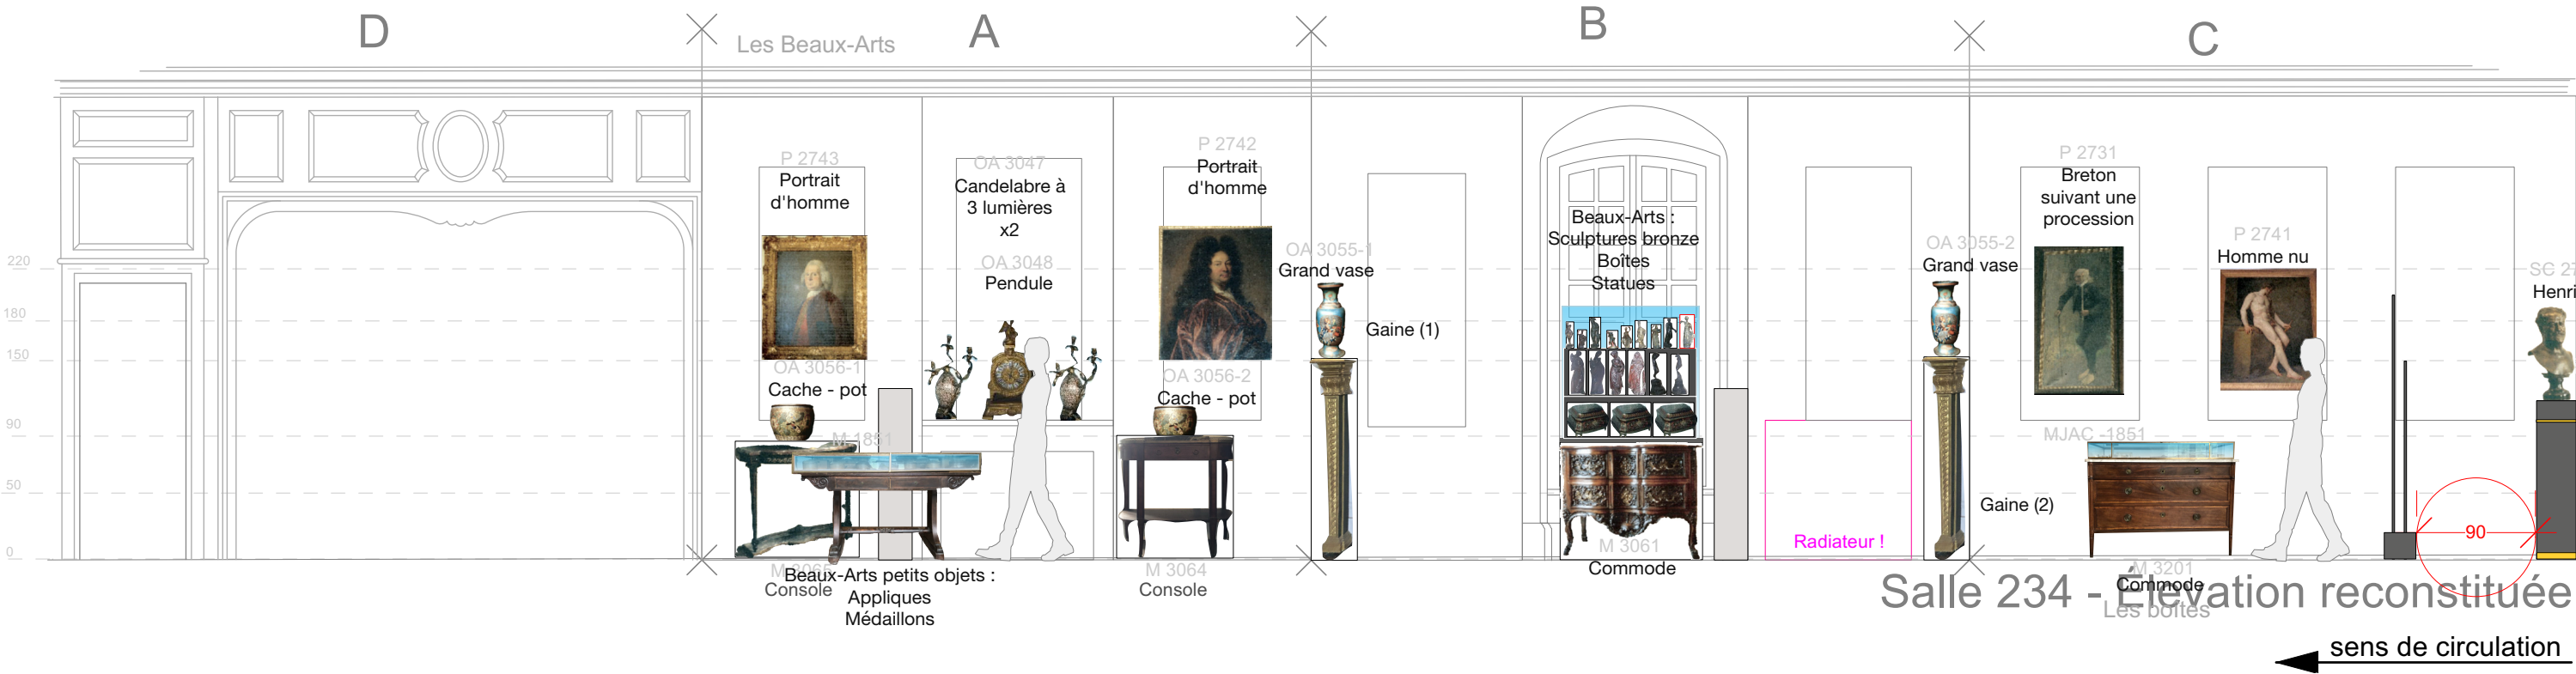 D
A
B
C
Les Beaux-Arts
220
180
150
90
50
0
P 2743
Portrait
d'homme
OA 3056-1
Cache - pot
M 1851
M 3065
Console
Beaux-Arts petits objets :
Appliques
Médaillons
OA 3047
Candelabre à
3 lumières
x2
OA 3048
Pendule
P 2742
Portrait
d'homme
OA 3056-2
Cache - pot
M 3064
Console
OA 3055-1
Grand vase
Gaine (1)
Beaux-Arts :
Sculptures bronze
Boîtes
Statues
M 3061
Commode
Radiateur !
OA 3055-2
Grand vase
Gaine (2)
P 2731
Breton
suivant une
procession
P 2741
Homme nu
MJAC -1851
M 3201
Commode
Les boîtes
90
SC 27
Henri
Salle 234 - Élévation reconstituée
sens de circulation